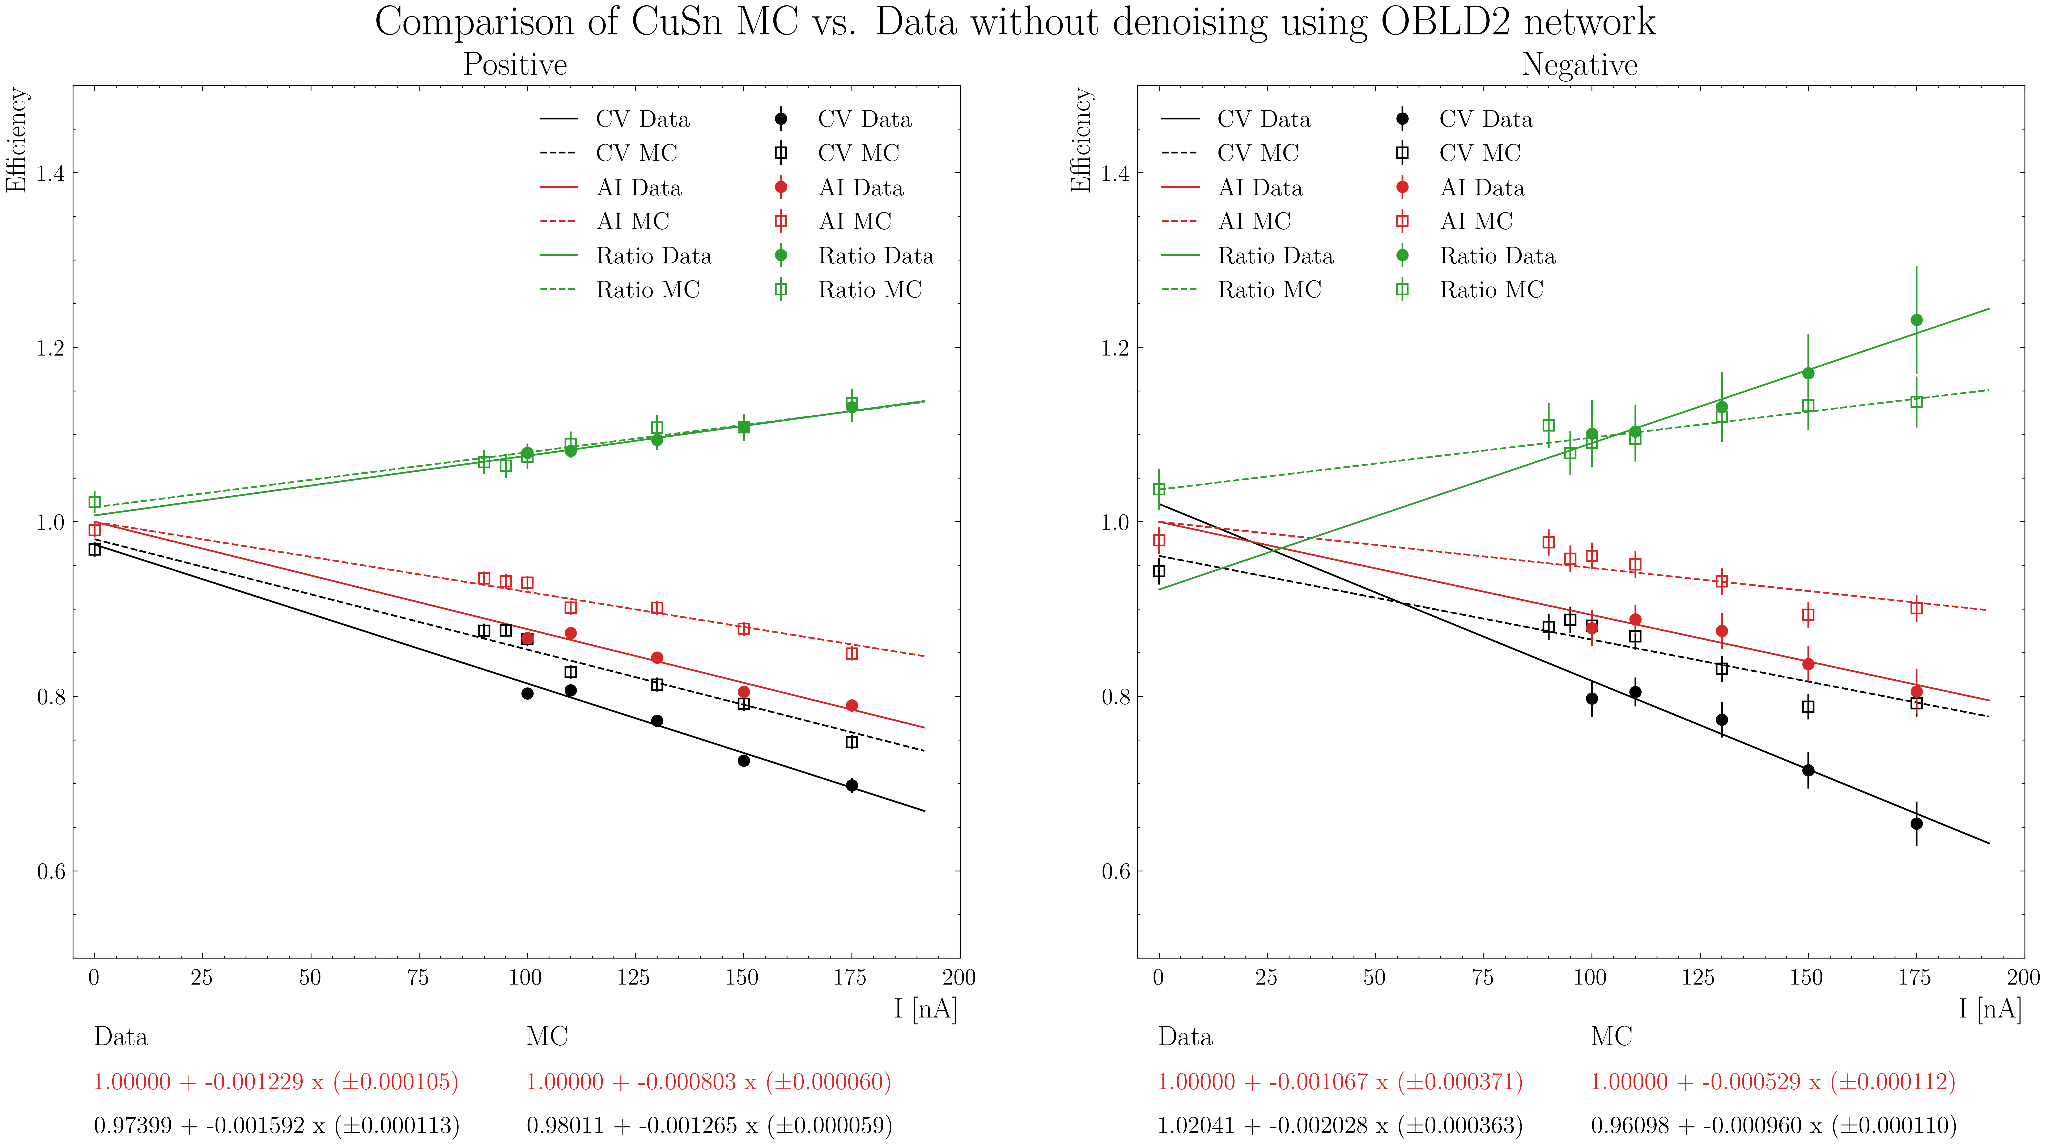 Comparison of CuSn MC vs. Data without denoising using OBLD2 network
Positive
Efficiency
CV Data
CV MC
AI Data
AI MC
Ratio Data
Ratio MC
CV Data
CV MC
AI Data
AI MC
Ratio Data
Ratio MC
1.4
1.2
1.0
0.8
0.6
0 25 50 75 100 125 150 175 200
I [nA]
Data MC
1.00000 + -0.001229 x (±0.000105) 1.00000 + -0.000803 x (±0.000060)
0.97399 + -0.001592 x (±0.000113) 0.98011 + -0.001265 x (±0.000059)
Negative
Efficiency
CV Data
CV MC
AI Data
AI MC
Ratio Data
Ratio MC
CV Data
CV MC
AI Data
AI MC
Ratio Data
Ratio MC
1.4
1.2
1.0
0.8
0.6
0 25 50 75 100 125 150 175 200
I [nA]
Data MC
1.00000 + -0.001067 x (±0.000371) 1.00000 + -0.000529 x (±0.000112)
1.02041 + -0.002028 x (±0.000363) 0.96098 + -0.000960 x (±0.000110)